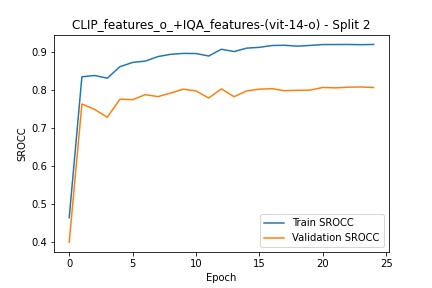 CLIP_features_o_+IQA_features-(vit-14-o) - Split 2
0.9
0.8
0.7
0.6
0.5
0.4
SROCC
Train SROCC
Validation SROCC
0 5 10 15 20 25
Epoch